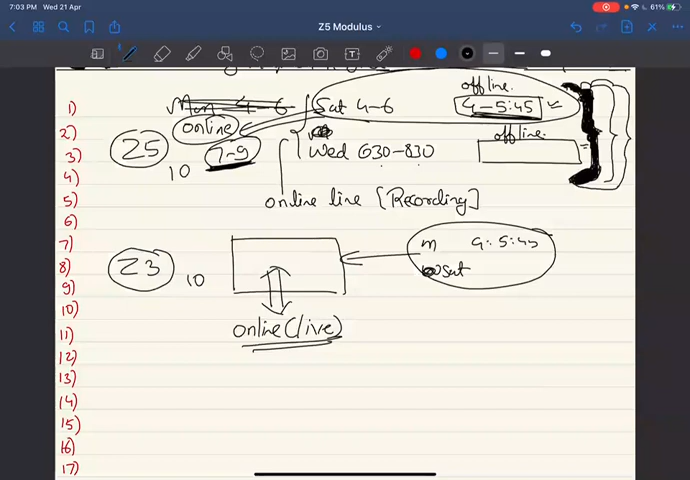 7:03 PM Wed 21 Apr
61%
Z5 Modulus
1)
2)
3)
4)
5)
6)
7)
8)
9)
10)
11)
12)
13)
14)
15)
16)
17)
Mon 4-6
Sat 4-6
offline.
4-5:45
online
Z5
10
7-9
Wed 630-830
offline.
online line [Recording]
Z3
10
m 4:-5:45
Sat
online(live)